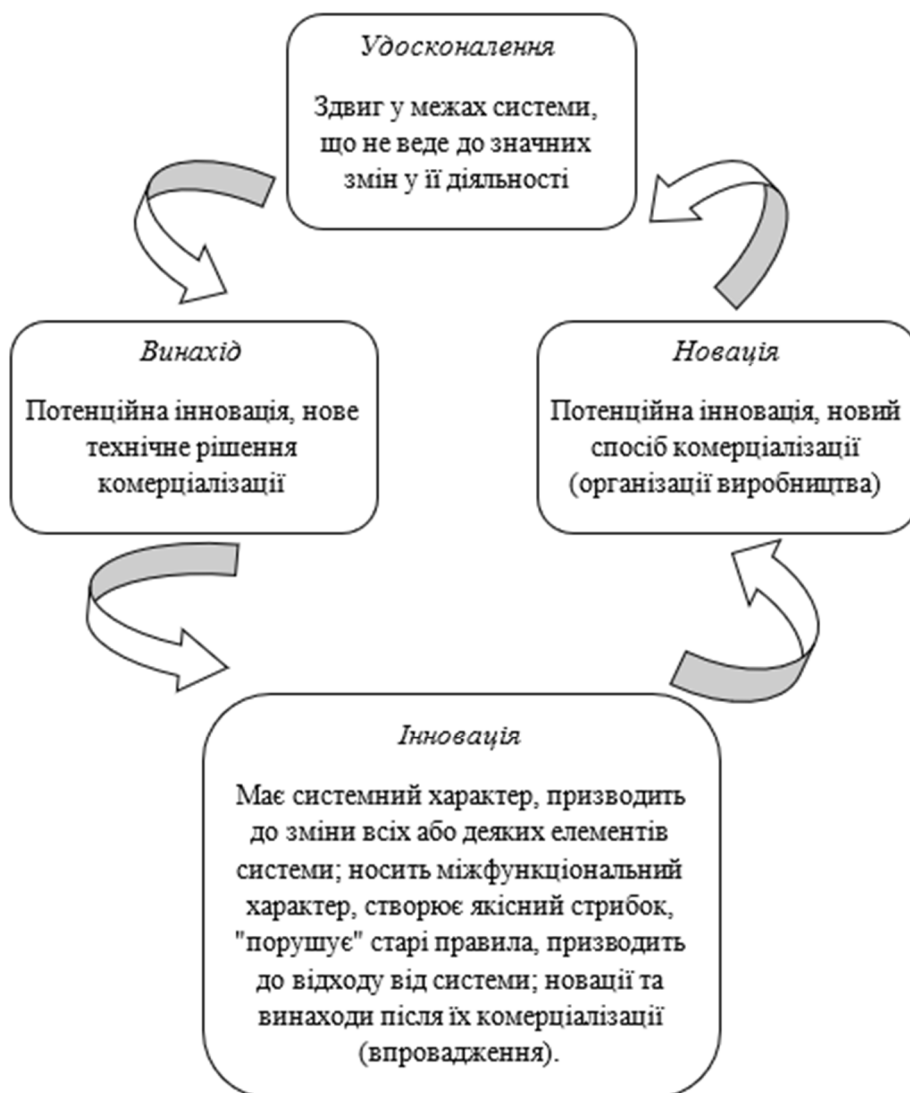 Удосконалення
Здвиг у межах системи,
що не веде до значних
змін у її діяльності
Винахід
Потенційна інновація, нове
технічне рішення
комерціалізації
Новація
Потенційна інновація, новий
спосіб комерціалізації
(організації виробництва)
Інновація
Має системний характер, призводить
до зміни всіх або деяких елементів
системи; носить міжфункціональний
характер, створює якісний стрибок,
"порушує" старі правила, призводить
до відходу від системи; новації та
винаходи після їх комерціалізації
(впровадження).